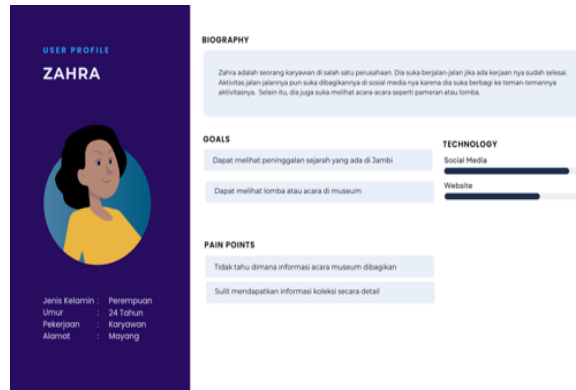 USER PROFILE
ZAHRA
Jenis Kelamin : Perempuan
Umur : 24 Tahun
Pekerjaan : Karyawan
Alamat : Mayang
BIOGRAPHY
Zahra adalah seorang karyawan di salah satu perusahaan. Dia suka berjalan-jalan jika ada kerjaan nya sudah selesai.
Aktivitas jalan-jalannya pun suka dibagikannya di sosial media nya karena dia suka berbagi ke teman-temannya
aktivitasnya. Selain itu, dia juga suka melihat acara-acara seperti pameran atau lomba.
GOALS
Dapat melihat peninggalan sejarah yang ada di Jambi
Dapat melihat lomba atau acara di museum
TECHNOLOGY
Social Media
Website
PAIN POINTS
Tidak tahu dimana informasi acara museum dibagikan
Sulit mendapatkan informasi koleksi secara detail